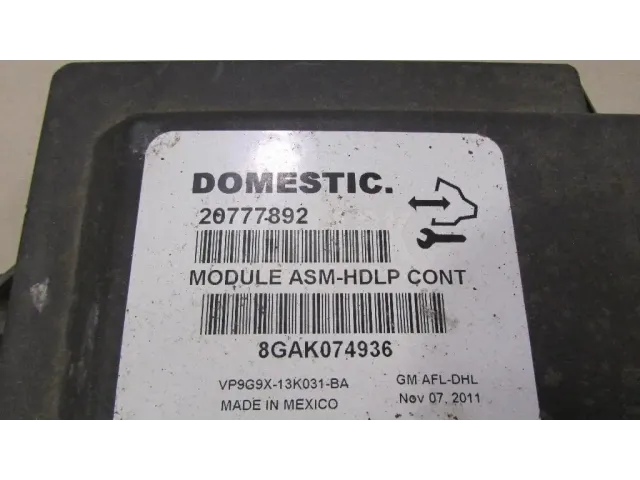 DOMESTIC.
20777892
MODULE ASM-HDLP CONT
8GAK074936
VP9G9X-13K031-BA GM AFL-DHL
MADE IN MEXICO Nov 07, 2011